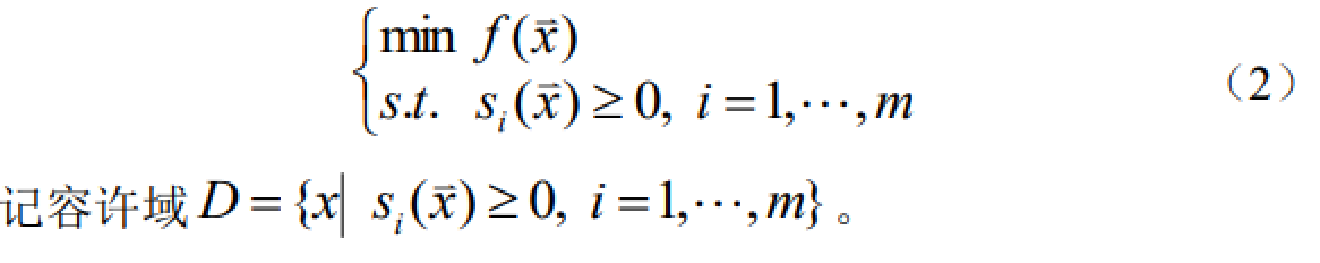 min f(x⃗)
s.t. sᵢ(x⃗) ≥ 0, i = 1,⋯,m (2)
记容许域 D = {x| sᵢ(x⃗) ≥ 0, i = 1,⋯,m} 。